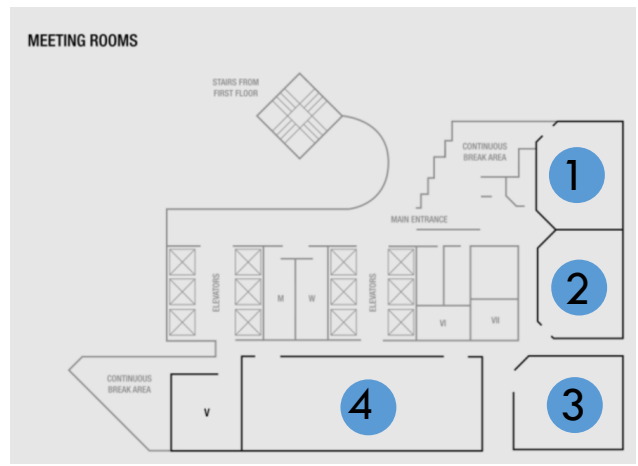 MEETING ROOMS
STAIRS FROM
FIRST FLOOR
CONTINUOUS
BREAK AREA
1
MAIN ENTRANCE
ELEVATORS
M
W
ELEVATORS
VI
VII
2
CONTINUOUS
BREAK AREA
V
4
3